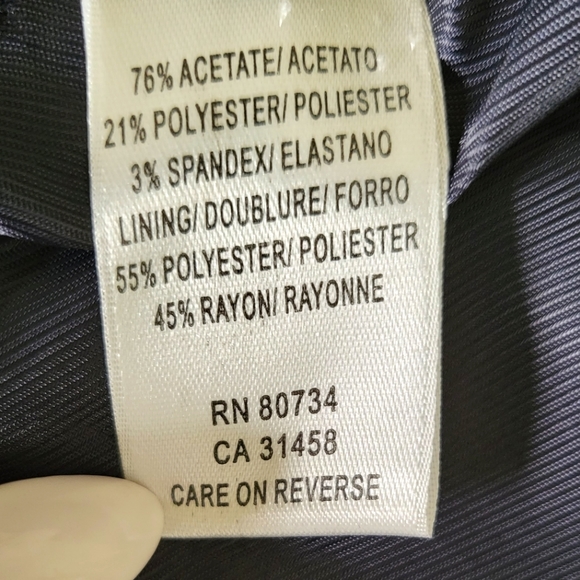 76% ACETATE/ ACETATO
21% POLYESTER/ POLIESTER
3% SPANDEX/ ELASTANO
LINING/ DOUBLURE/ FORRO
55% POLYESTER/ POLIESTER
45% RAYON/ RAYONNE
RN 80734
CA 31458
CARE ON REVERSE